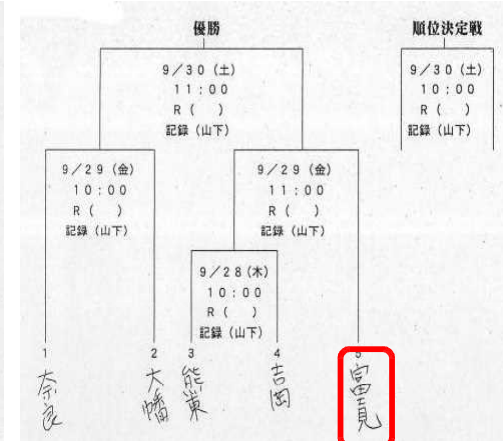 優勝
順位決定戦
9/30 (土)
11:00
R (　)
記録 (山下)
9/30 (土)
10:00
R (　)
記録 (山下)
9/29 (金)
10:00
R (　)
記録 (山下)
9/29 (金)
11:00
R (　)
記録 (山下)
9/28 (木)
10:00
R (　)
記録 (山下)
1
2
3
4
5
奈良
大幡
熊巣
吉岡
富見